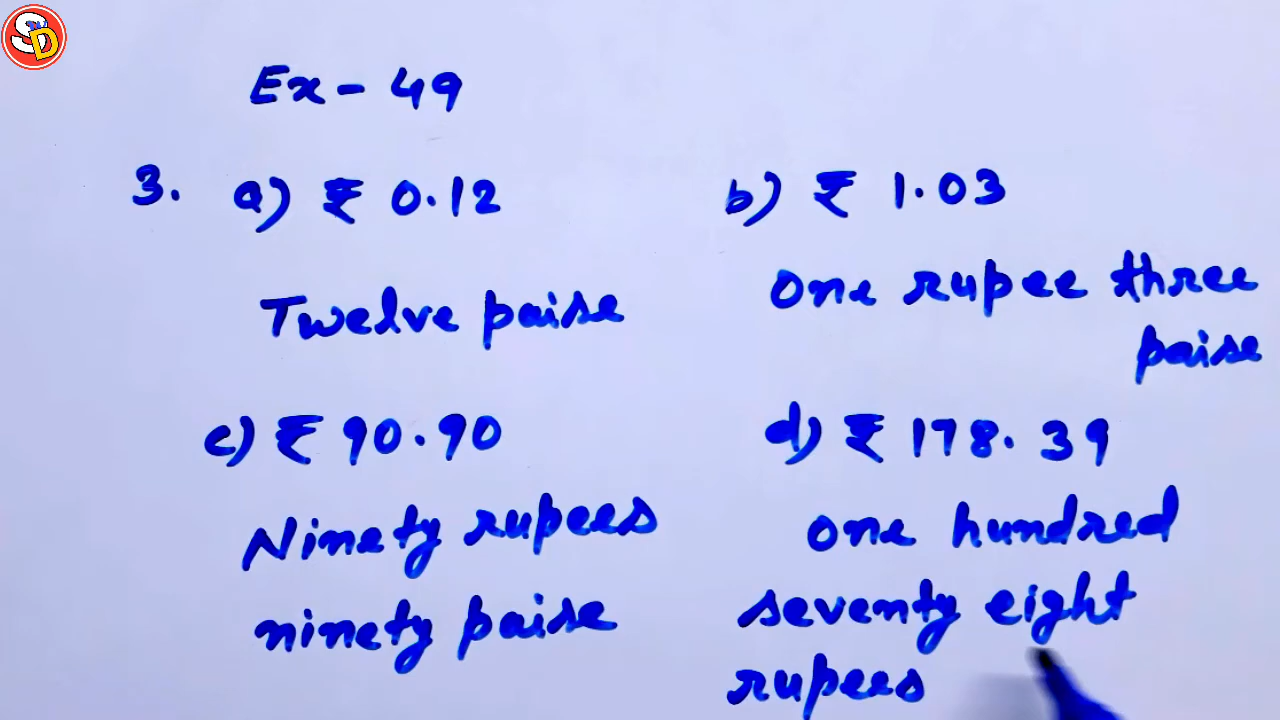 SD
Ex - 49
3. a) ₹ 0.12
Twelve paise
b) ₹ 1.03
One rupee three
paise
c) ₹ 90.90
Ninety rupees
ninety paise
d) ₹ 178.39
one hundred
seventy eight
rupees